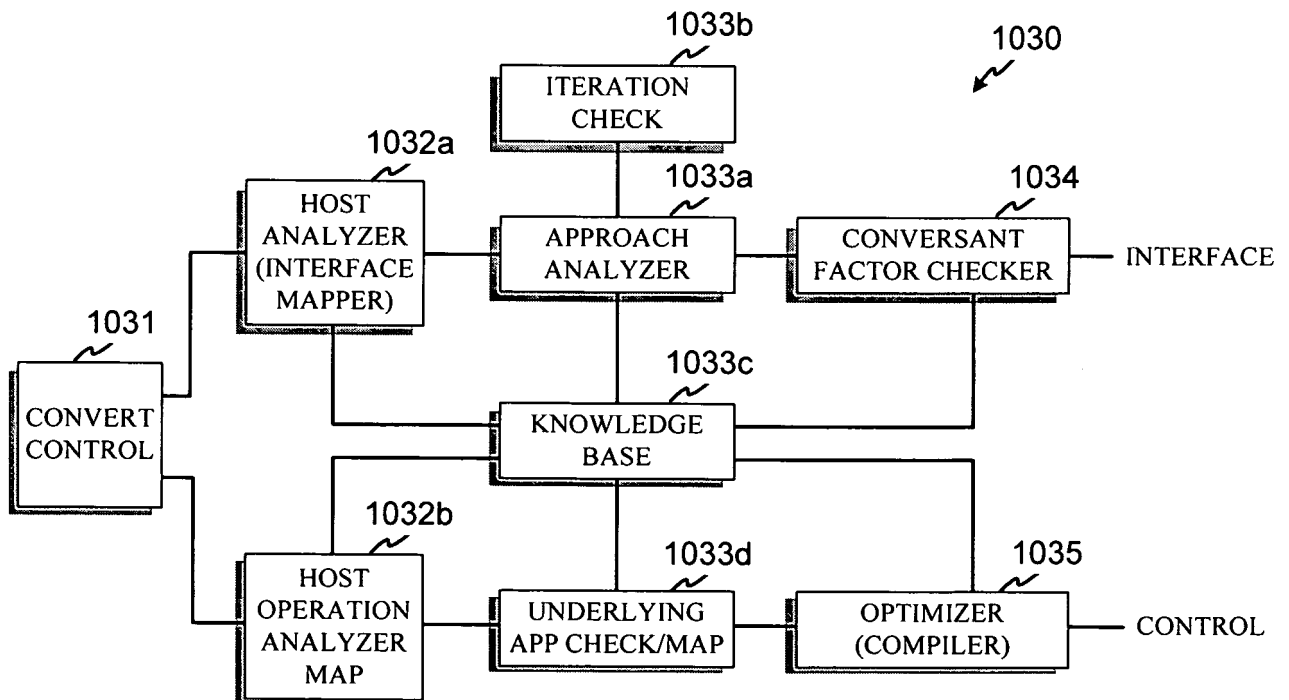 1033b
1030
ITERATION
CHECK
1032a
1033a
1034
HOST
ANALYZER
(INTERFACE
MAPPER)
APPROACH
ANALYZER
CONVERSANT
FACTOR CHECKER
INTERFACE
1031
1033c
CONVERT
CONTROL
KNOWLEDGE
BASE
1032b
1033d
1035
HOST
OPERATION
ANALYZER
MAP
UNDERLYING
APP CHECK/MAP
OPTIMIZER
(COMPILER)
CONTROL